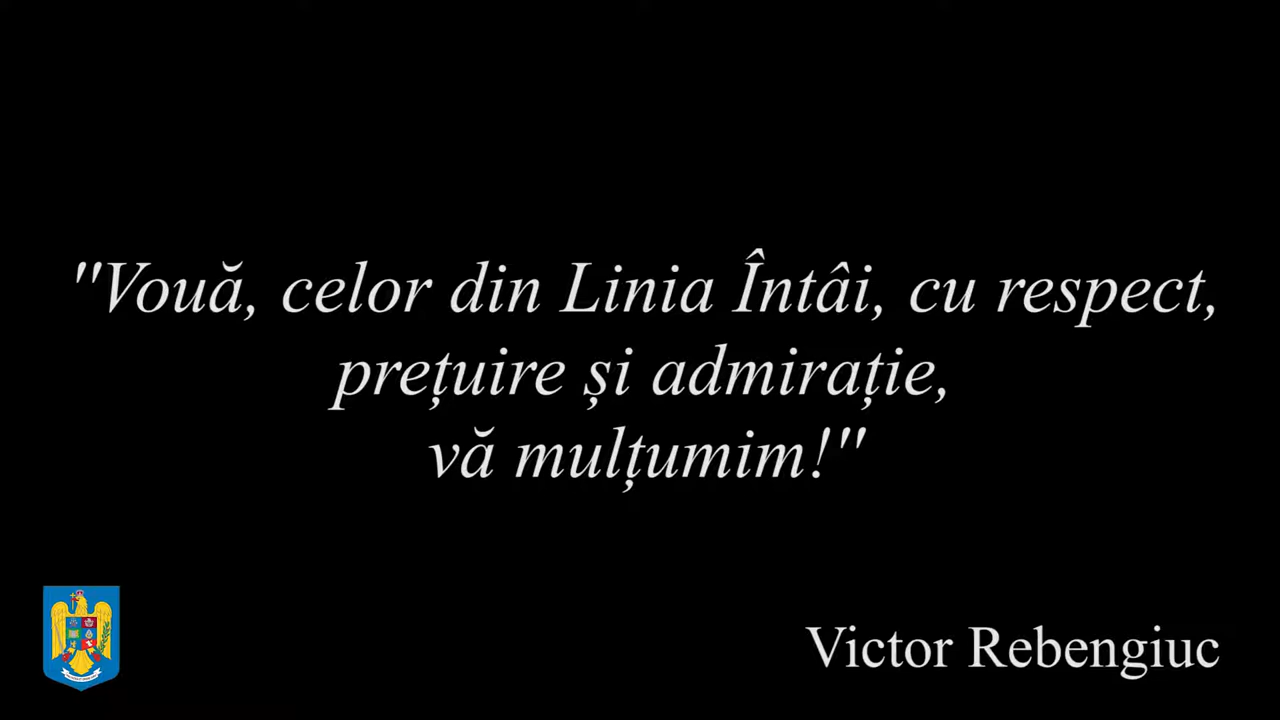 "Vouă, celor din Linia Întâi, cu respect,
prețuire și admirație,
vă mulțumim!"
Victor Rebengiuc